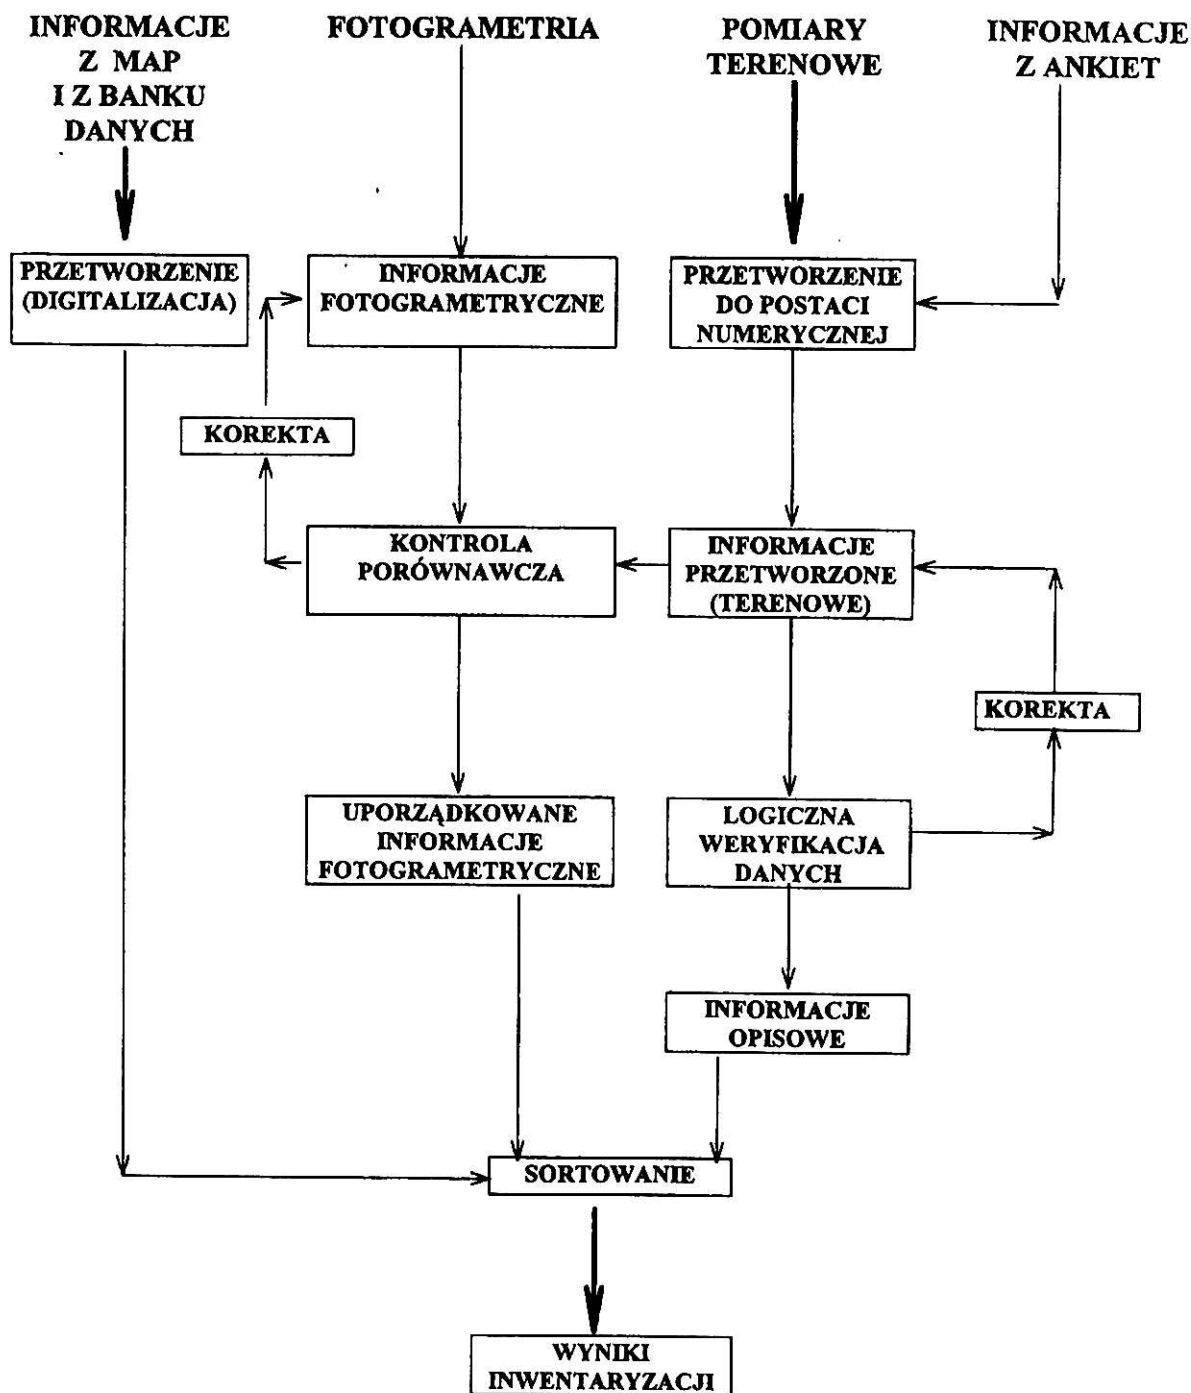 INFORMACJE
Z MAP
I Z BANKU
DANYCH
FOTOGRAMETRIA
POMIARY
TERENOWE
INFORMACJE
Z ANKIET
PRZETWORZENIE
(DIGITALIZACJA)
INFORMACJE
FOTOGRAMETRYCZNE
PRZETWORZENIE
DO POSTACI
NUMERYCZNEJ
KOREKTA
KONTROLA
PORÓWNAWCZA
INFORMACJE
PRZETWORZONE
(TERENOWE)
KOREKTA
UPORZĄDKOWANE
INFORMACJE
FOTOGRAMETRYCZNE
LOGICZNA
WERYFIKACJA
DANYCH
INFORMACJE
OPISOWE
SORTOWANIE
WYNIKI
INWENTARYZACJI